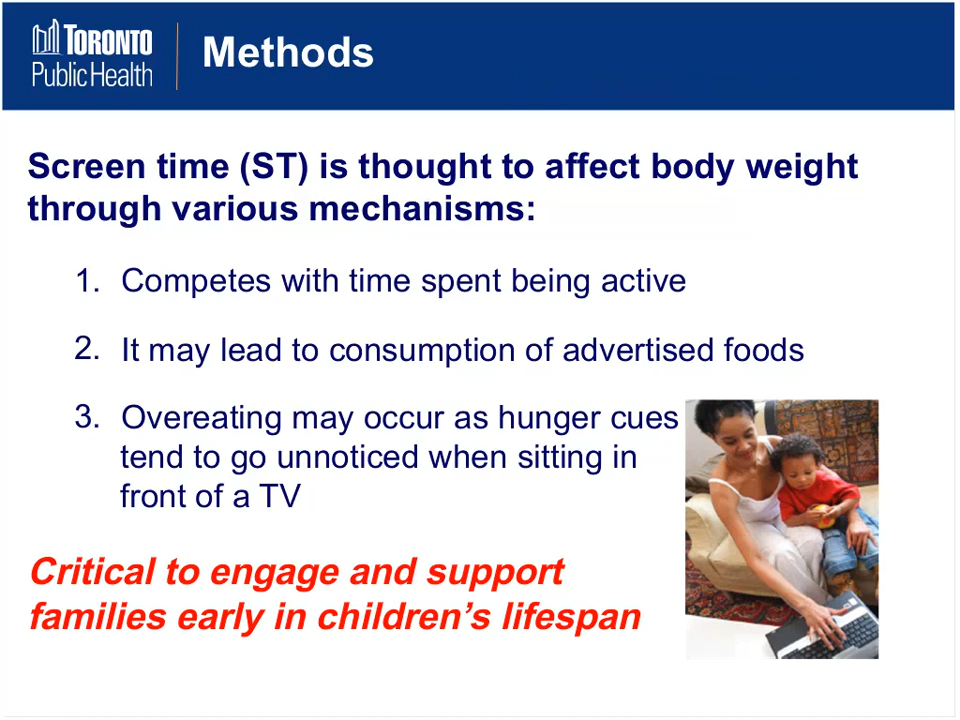 TORONTO
Public Health
Methods
Screen time (ST) is thought to affect body weight
through various mechanisms:
1. Competes with time spent being active
2. It may lead to consumption of advertised foods
3. Overeating may occur as hunger cues
tend to go unnoticed when sitting in
front of a TV
Critical to engage and support
families early in children’s lifespan